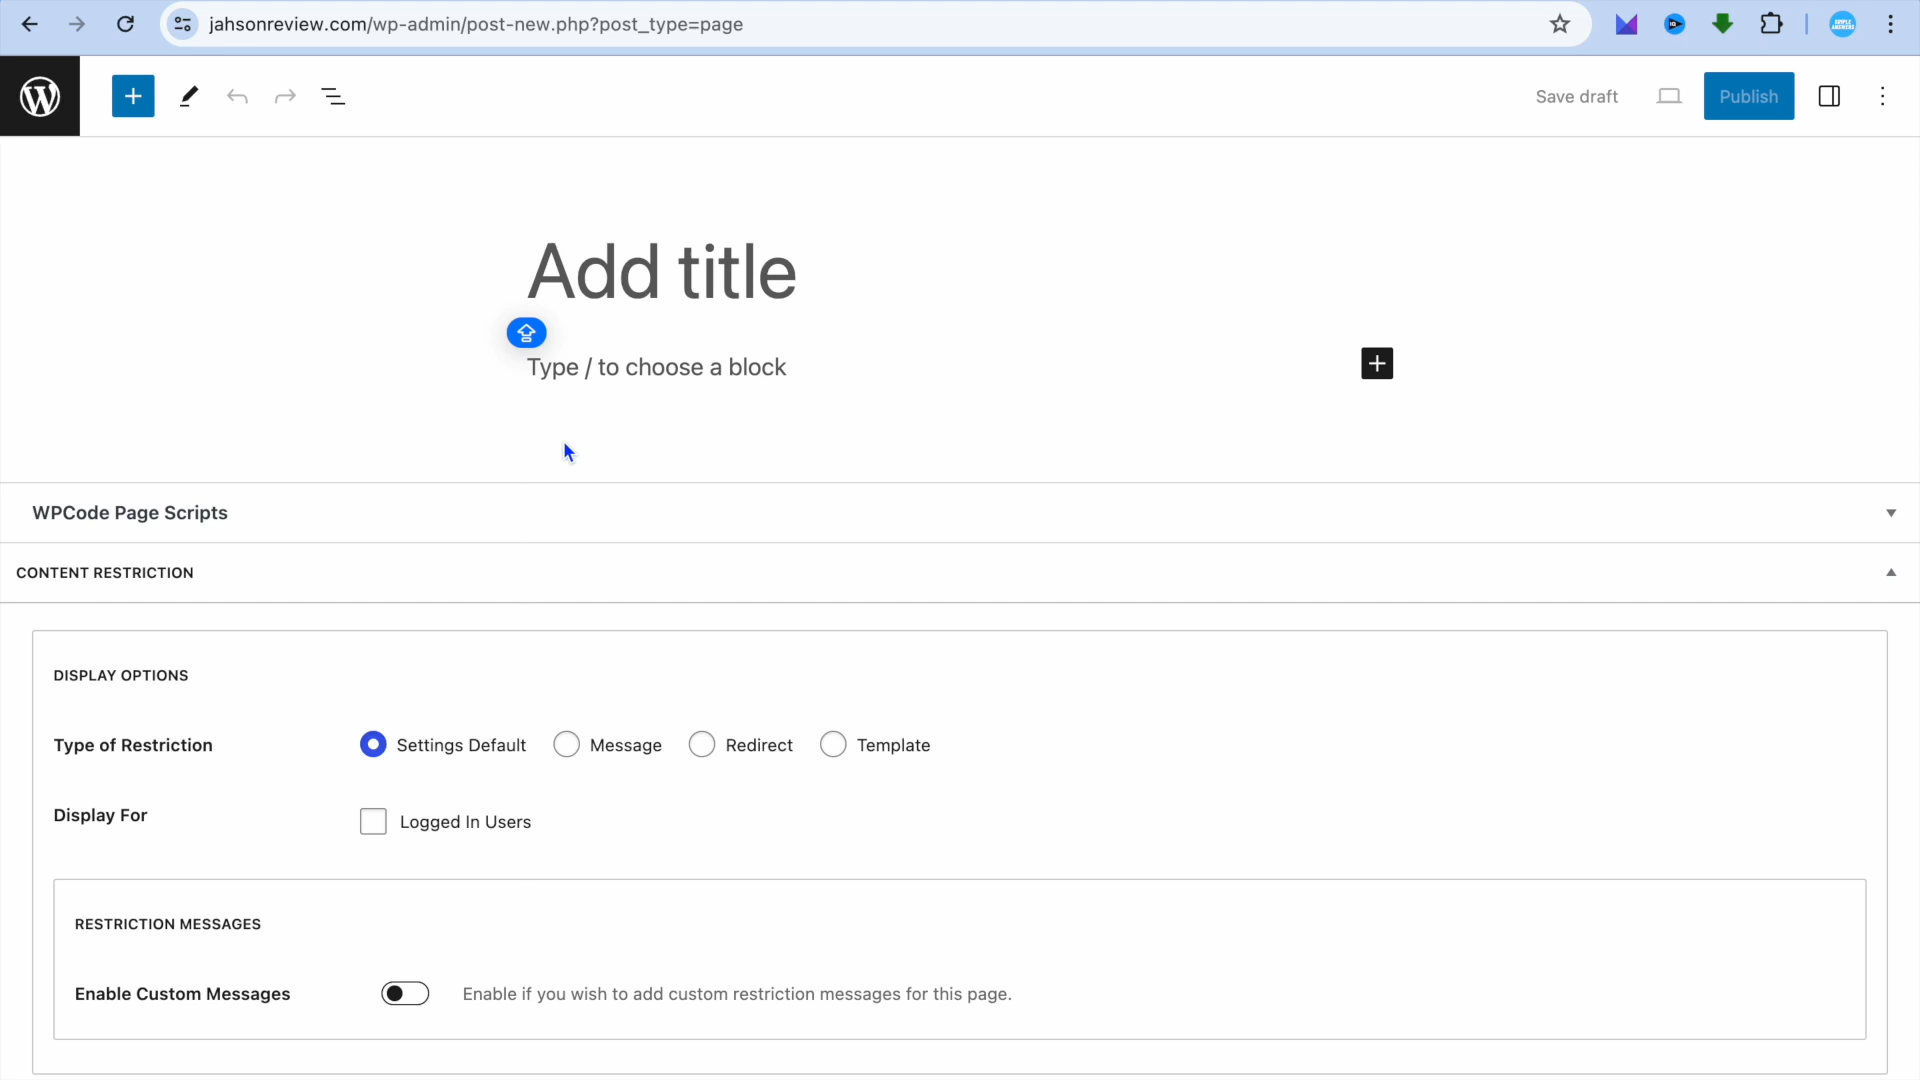 jahsonreview.com/wp-admin/post-new.php?post_type=page
SIMPLE ANSWERS
Save draft
Publish
Add title
Type / to choose a block
WPCode Page Scripts
CONTENT RESTRICTION
DISPLAY OPTIONS
Type of Restriction Settings Default Message Redirect Template
Display For Logged In Users
RESTRICTION MESSAGES
Enable Custom Messages Enable if you wish to add custom restriction messages for this page.